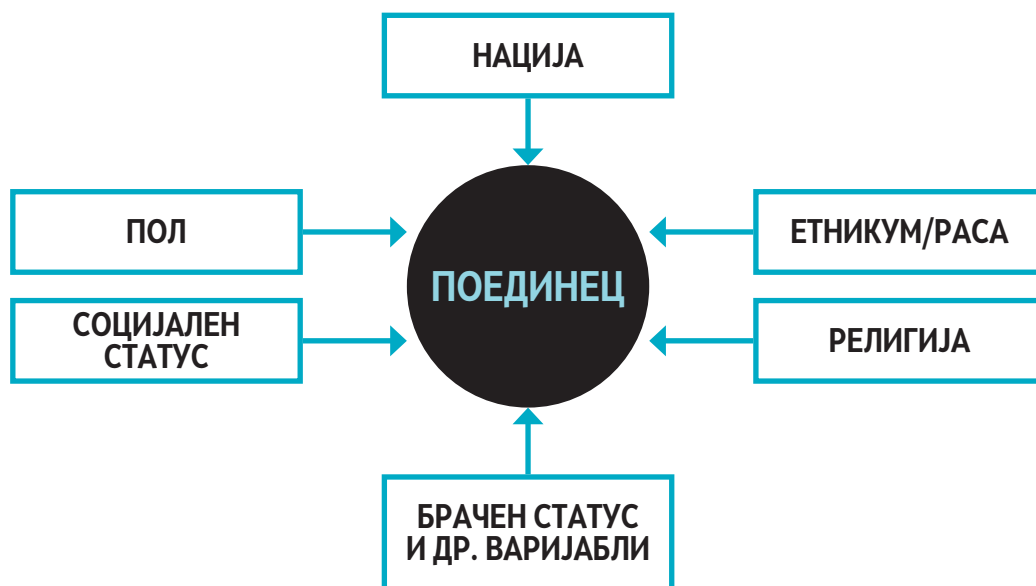 НАЦИЈА
ПОЛ
ЕТНИКУМ/РАСА
ПОЕДИНЕЦ
СОЦИЈАЛЕН
СТАТУС
РЕЛИГИЈА
БРАЧЕН СТАТУС
И ДР. ВАРИЈАБЛИ